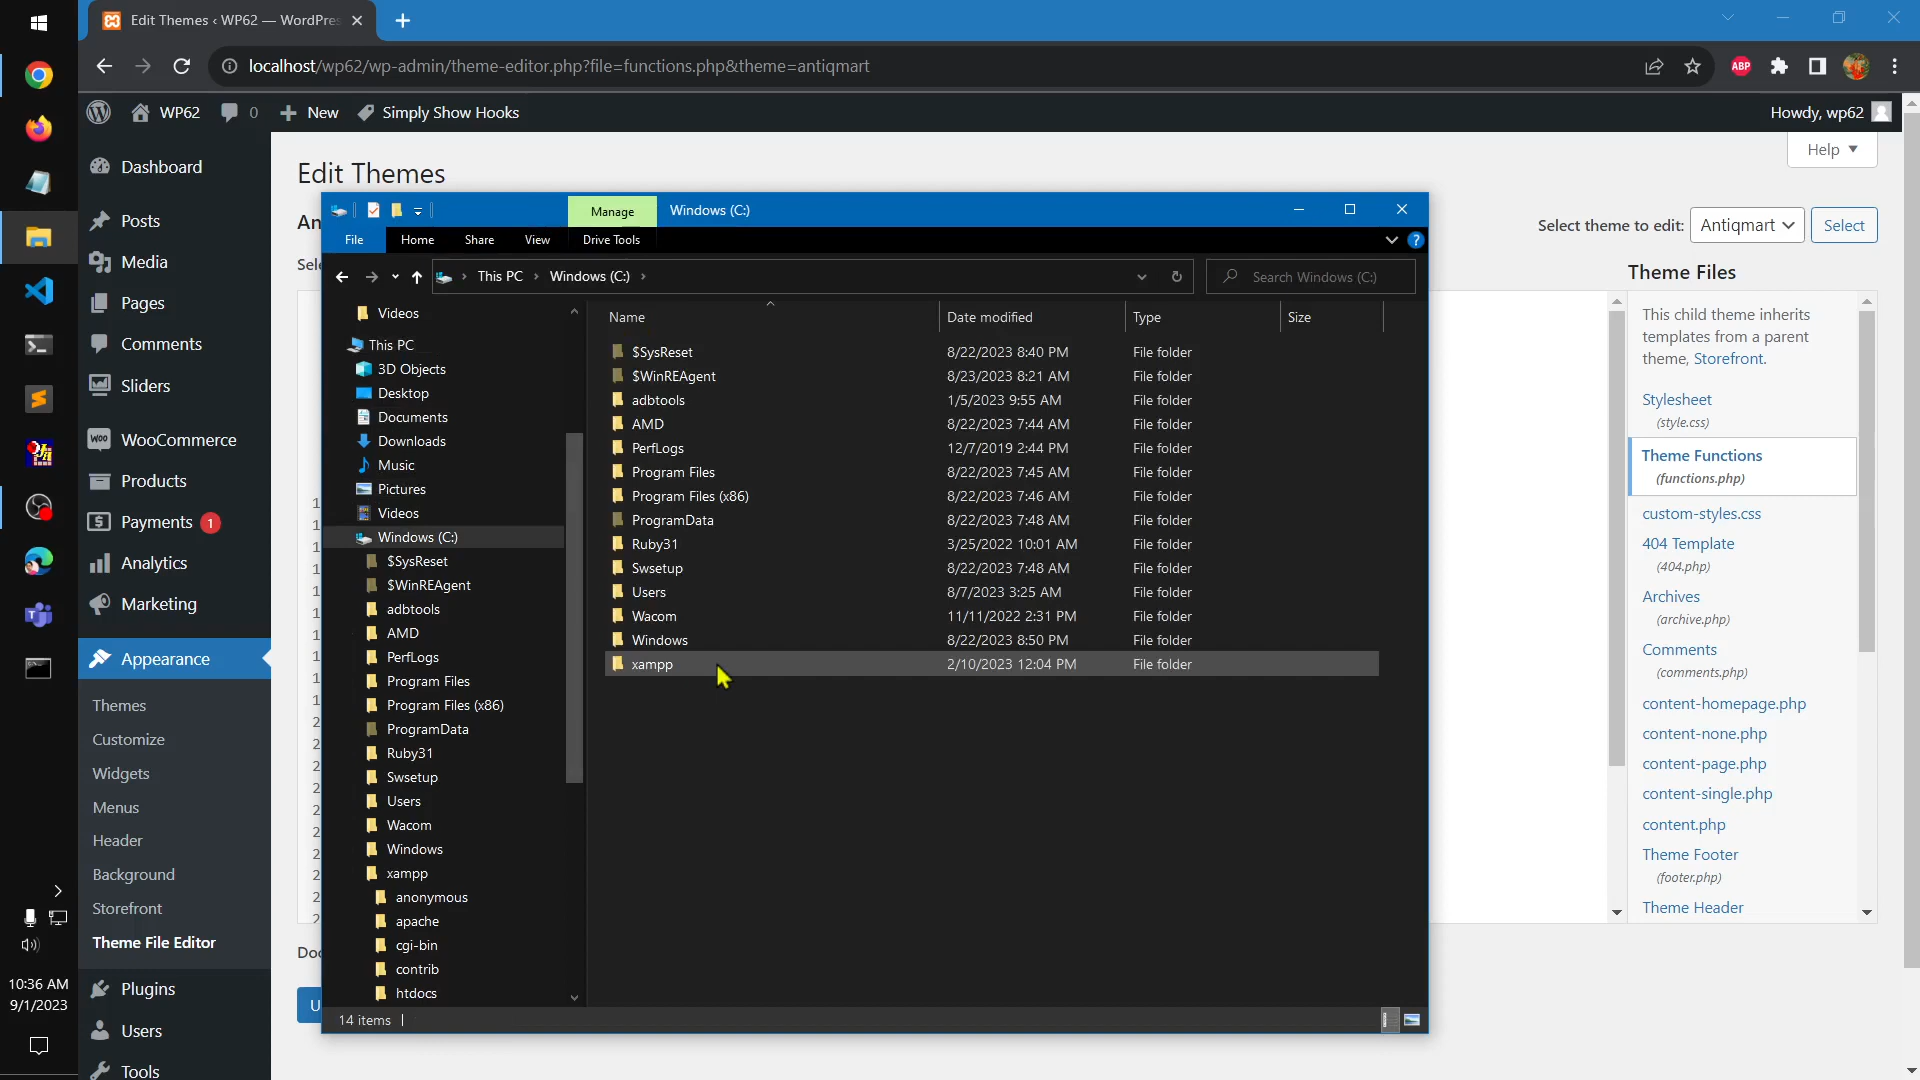 Edit Themes ‹ WP62 — WordPres
localhost/wp62/wp-admin/theme-editor.php?file=functions.php&theme=antiqmart
ABP
WP62
0
New
Simply Show Hooks
Howdy, wp62
Help
Dashboard
Posts
Media
Pages
Comments
Sliders
WooCommerce
Products
Payments 1
Analytics
Marketing
Appearance
Themes
Customize
Widgets
Menus
Header
Background
Storefront
Theme File Editor
Plugins
Users
Tools
10:36 AM
9/1/2023
Edit Themes
An
Sele
Doc
U
Select theme to edit:
Antiqmart
Select
Manage
Windows (C:)
File
Home
Share
View
Drive Tools
This PC
Windows (C:)
Search Windows (C:)
Videos
This PC
3D Objects
Desktop
Documents
Downloads
Music
Pictures
Videos
Windows (C:)
$SysReset
$WinREAgent
adbtools
AMD
PerfLogs
Program Files
Program Files (x86)
ProgramData
Ruby31
Swsetup
Users
Wacom
Windows
xampp
anonymous
apache
cgi-bin
contrib
htdocs
Name Date modified Type Size
$SysReset 8/22/2023 8:40 PM File folder
$WinREAgent 8/23/2023 8:21 AM File folder
adbtools 1/5/2023 9:55 AM File folder
AMD 8/22/2023 7:44 AM File folder
PerfLogs 12/7/2019 2:44 PM File folder
Program Files 8/22/2023 7:45 AM File folder
Program Files (x86) 8/22/2023 7:46 AM File folder
ProgramData 8/22/2023 7:48 AM File folder
Ruby31 3/25/2022 10:01 AM File folder
Swsetup 8/22/2023 7:48 AM File folder
Users 8/7/2023 3:25 AM File folder
Wacom 11/11/2022 2:31 PM File folder
Windows 8/22/2023 8:50 PM File folder
xampp 2/10/2023 12:04 PM File folder
14 items
Theme Files
This child theme inherits
templates from a parent
theme, Storefront.
Stylesheet
(style.css)
Theme Functions
(functions.php)
custom-styles.css
404 Template
(404.php)
Archives
(archive.php)
Comments
(comments.php)
content-homepage.php
content-none.php
content-page.php
content-single.php
content.php
Theme Footer
(footer.php)
Theme Header